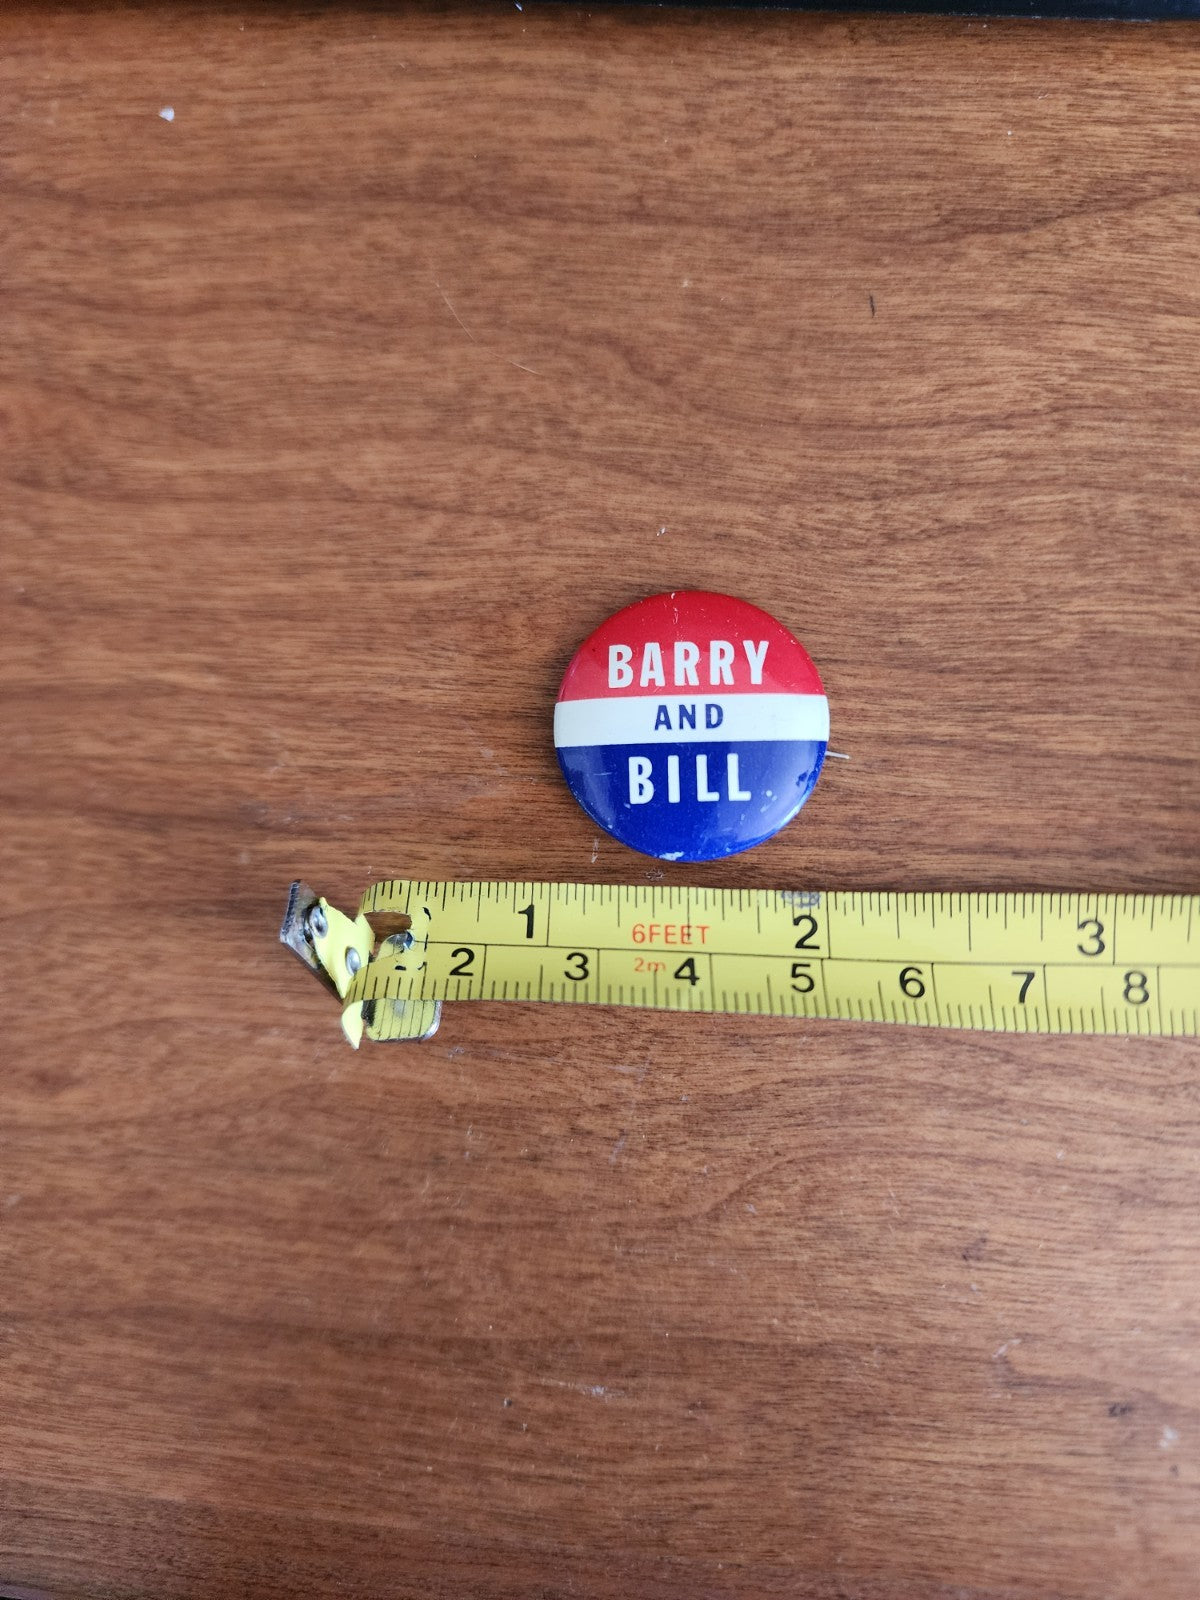 BARRY
AND
BILL
1 6FEET 2 3
2 3 2m 4 5 6 7 8